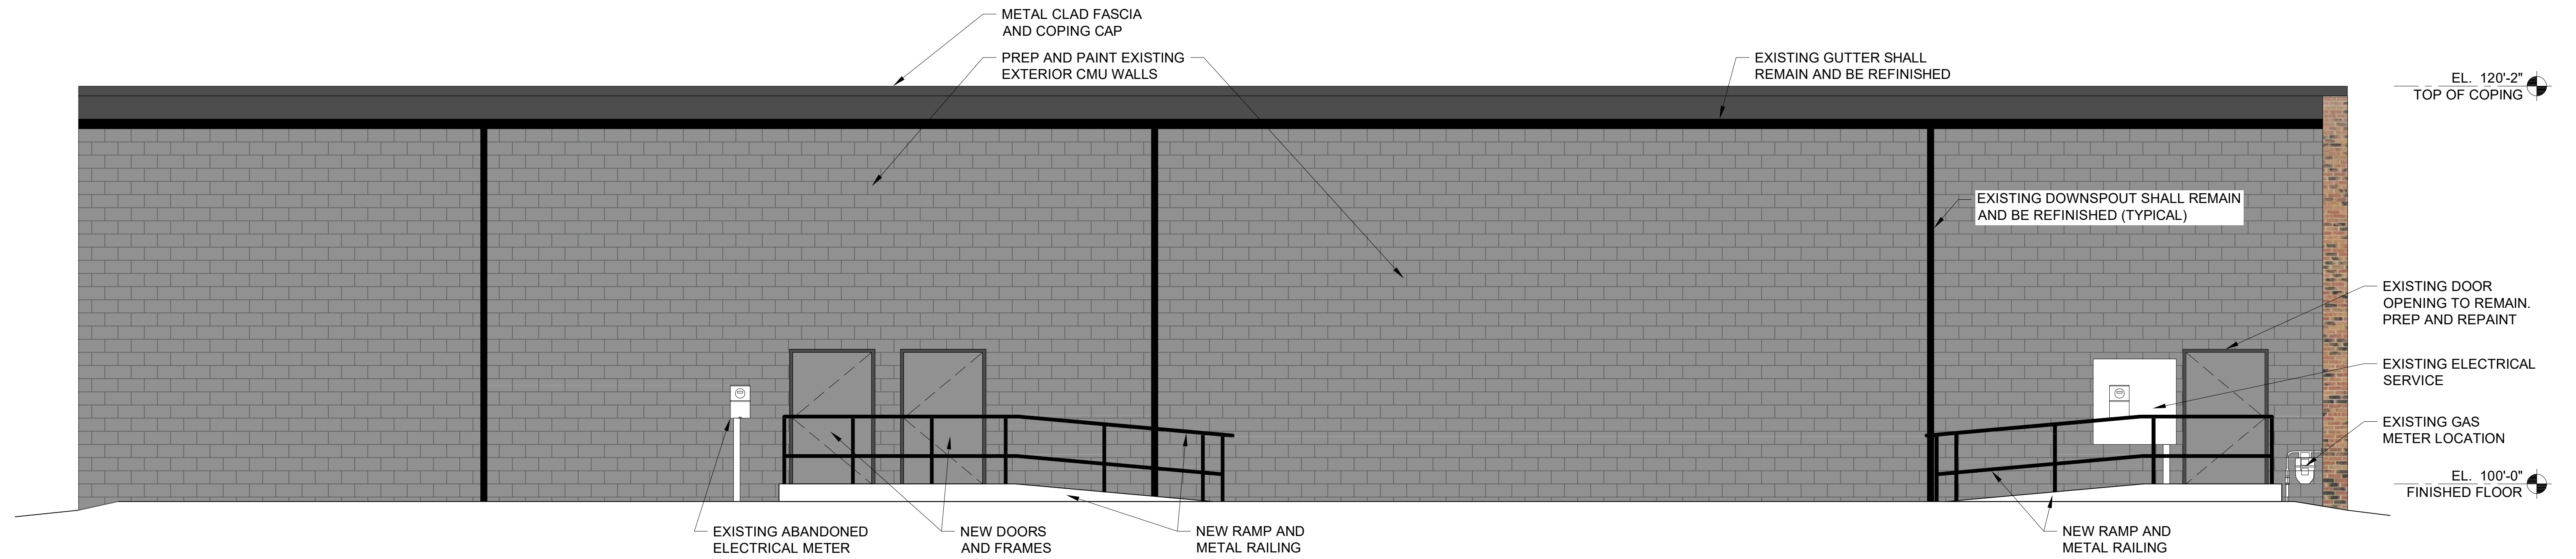 METAL CLAD FASCIA
AND COPING CAP
PREP AND PAINT EXISTING
EXTERIOR CMU WALLS
EXISTING GUTTER SHALL
REMAIN AND BE REFINISHED
EL. 120'-2"
TOP OF COPING
EXISTING DOWNSPOUT SHALL REMAIN
AND BE REFINISHED (TYPICAL)
EXISTING DOOR
OPENING TO REMAIN.
PREP AND REPAINT
EXISTING ELECTRICAL
SERVICE
EXISTING GAS
METER LOCATION
EL. 100'-0"
FINISHED FLOOR
EXISTING ABANDONED
ELECTRICAL METER
NEW DOORS
AND FRAMES
NEW RAMP AND
METAL RAILING
NEW RAMP AND
METAL RAILING